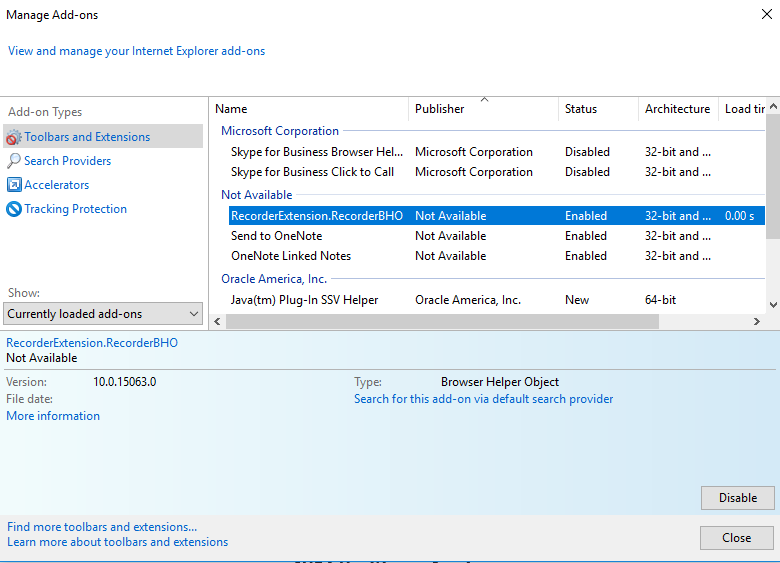 Manage Add-ons
View and manage your Internet Explorer add-ons
Add-on Types
Toolbars and Extensions
Search Providers
Accelerators
Tracking Protection
Show:
Currently loaded add-ons
Name Publisher Status Architecture Load tir
Microsoft Corporation
Skype for Business Browser Hel... Microsoft Corporation Disabled 32-bit and ...
Skype for Business Click to Call Microsoft Corporation Disabled 32-bit and ...
Not Available
RecorderExtension.RecorderBHO Not Available Enabled 32-bit and ... 0.00 s
Send to OneNote Not Available Enabled 32-bit and ...
OneNote Linked Notes Not Available Enabled 32-bit and ...
Oracle America, Inc.
Java(tm) Plug-In SSV Helper Oracle America, Inc. New 64-bit
RecorderExtension.RecorderBHO
Not Available
Version: 10.0.15063.0 Type: Browser Helper Object
File date: Search for this add-on via default search provider
More information
Disable
Find more toolbars and extensions...
Learn more about toolbars and extensions
Close